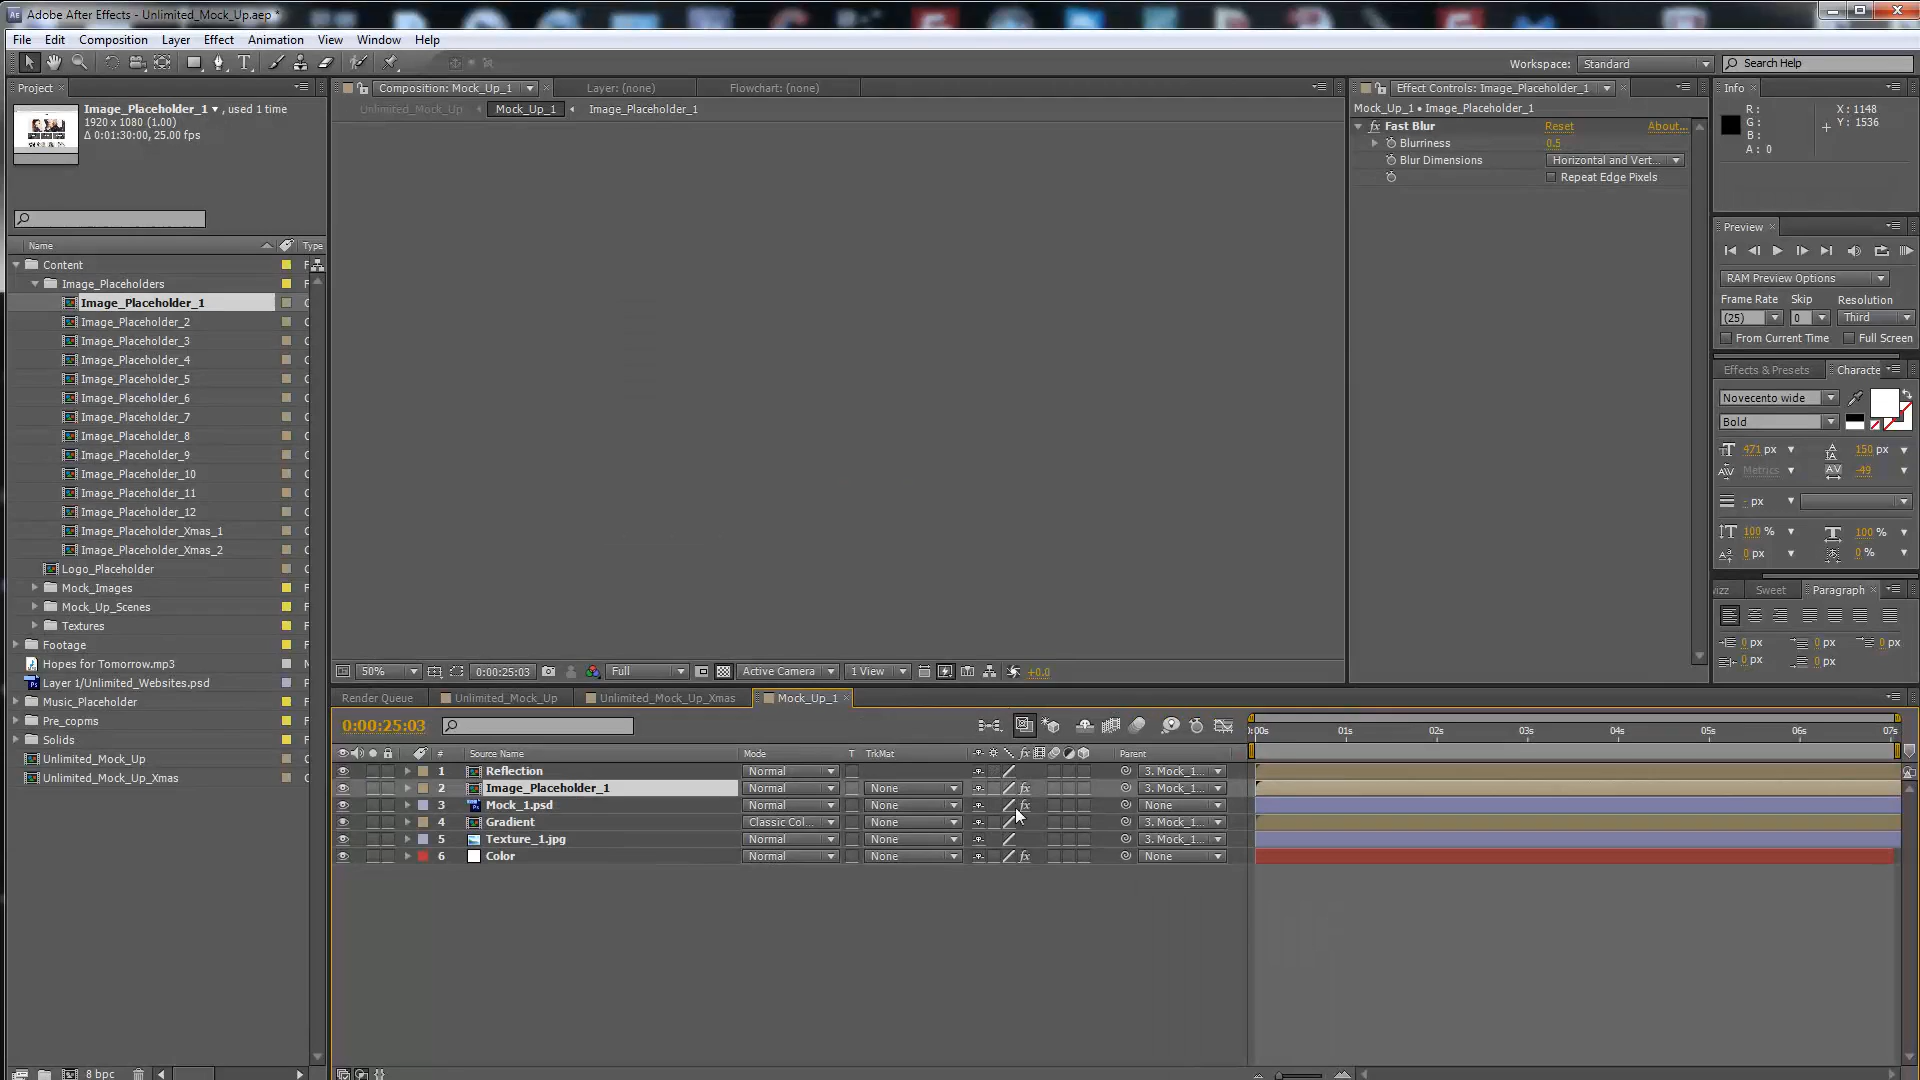 Adobe After Effects - Unlimited_Mock_Up.aep *
File Edit Composition Layer Effect Animation View Window Help
Workspace: Standard Search Help
Project
Image_Placeholder_1 ▼ , used 1 time
1920 x 1080 (1.00)
Δ 0:01:30:00, 25.00 fps
Name Type
Content
Image_Placeholders
Image_Placeholder_1
Image_Placeholder_2
Image_Placeholder_3
Image_Placeholder_4
Image_Placeholder_5
Image_Placeholder_6
Image_Placeholder_7
Image_Placeholder_8
Image_Placeholder_9
Image_Placeholder_10
Image_Placeholder_11
Image_Placeholder_12
Image_Placeholder_Xmas_1
Image_Placeholder_Xmas_2
Logo_Placeholder
Mock_Images
Mock_Up_Scenes
Textures
Footage
Hopes for Tomorrow.mp3
Layer 1/Unlimited_Websites.psd
Music_Placeholder
Pre_copms
Solids
Unlimited_Mock_Up
Unlimited_Mock_Up_Xmas
8 bpc
Composition: Mock_Up_1 Layer: (none) Flowchart: (none)
Unlimited_Mock_Up Mock_Up_1 Image_Placeholder_1
50% 0:00:25:03 Full Active Camera 1 View +0.0
Effect Controls: Image_Placeholder_1
Mock_Up_1 • Image_Placeholder_1
fx Fast Blur Reset About...
Blurriness 0.5
Blur Dimensions Horizontal and Vert...
Repeat Edge Pixels
Info
R: X: 1148
G: Y: 1536
B:
A: 0
Preview
RAM Preview Options
Frame Rate Skip Resolution
(25) 0 Third
From Current Time Full Screen
Effects & Presets Characte
Novecento wide
Bold
471 px 150 px
Metrics -49
- px
100 % 100 %
0 px 0 %
vizz Sweet Paragraph
0 px 0 px 0 px
0 px 0 px
Render Queue Unlimited_Mock_Up Unlimited_Mock_Up_Xmas Mock_Up_1
0:00:25:03
# Source Name Mode T TrkMat fx Parent
1 Reflection Normal 3. Mock_1...
2 Image_Placeholder_1 Normal None fx 3. Mock_1...
3 Mock_1.psd Normal None fx None
4 Gradient Classic Col... None 3. Mock_1...
5 Texture_1.jpg Normal None 3. Mock_1...
6 Color Normal None fx None
:00s 01s 02s 03s 04s 05s 06s 07s